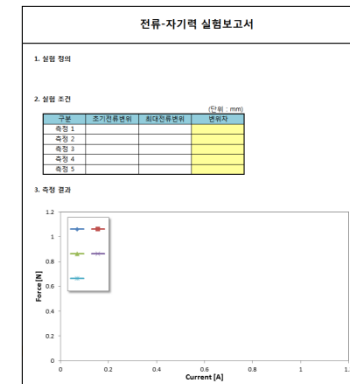 전류-자기력 실험보고서
1. 실험 정의
2. 실험 조건
(단위 : mm)
구분 초기전류변위 최대전류변위 변위차
측정 1
측정 2
측정 3
측정 4
측정 5
3. 측정 결과
1.2
1
0.8
0.6
0.4
0.2
0
Force [N]
0 0.2 0.4 0.6 0.8 1 1.
Current [A]